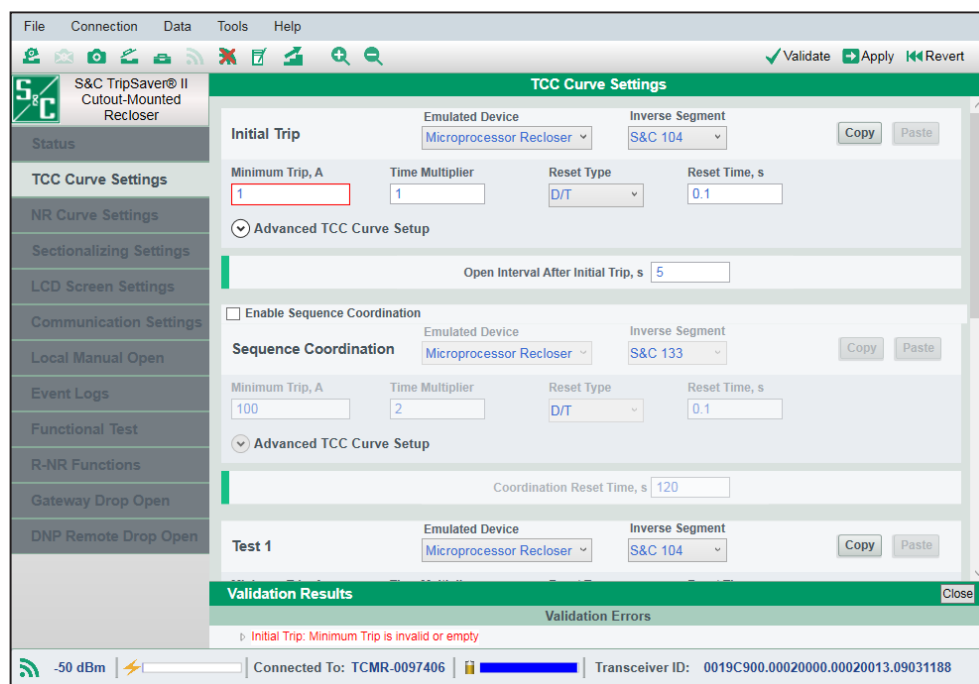 File Connection Data Tools Help
Validate Apply Revert
S&C
S&C TripSaver® II
Cutout-Mounted
Recloser
Status
TCC Curve Settings
NR Curve Settings
Sectionalizing Settings
LCD Screen Settings
Communication Settings
Local Manual Open
Event Logs
Functional Test
R-NR Functions
Gateway Drop Open
DNP Remote Drop Open
TCC Curve Settings
Emulated Device Inverse Segment
Initial Trip Microprocessor Recloser S&C 104 Copy Paste
Minimum Trip, A Time Multiplier Reset Type Reset Time, s
1 1 D/T 0.1
Advanced TCC Curve Setup
Open Interval After Initial Trip, s 5
Enable Sequence Coordination
Emulated Device Inverse Segment
Sequence Coordination Microprocessor Recloser S&C 133 Copy Paste
Minimum Trip, A Time Multiplier Reset Type Reset Time, s
100 2 D/T 0.1
Advanced TCC Curve Setup
Coordination Reset Time, s 120
Emulated Device Inverse Segment
Test 1 Microprocessor Recloser S&C 104 Copy Paste
Validation Results Close
Validation Errors
Initial Trip: Minimum Trip is invalid or empty
-50 dBm Connected To: TCMR-0097406 Transceiver ID: 0019C900.00020000.00020013.09031188